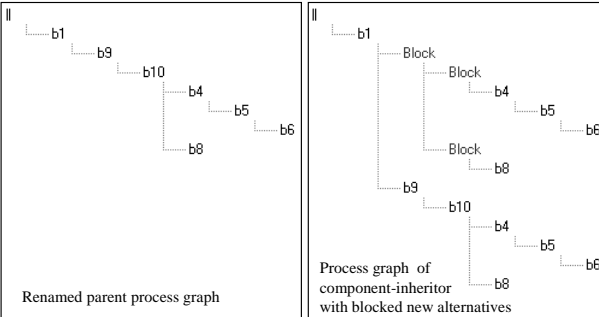 ||
b1
b9
b10
b4
b5
b6
b8
Renamed parent process graph
||
b1
Block
Block
b4
b5
b6
Block
b8
b9
b10
b4
b5
b6
b8
Process graph of
component-inheritor
with blocked new alternatives